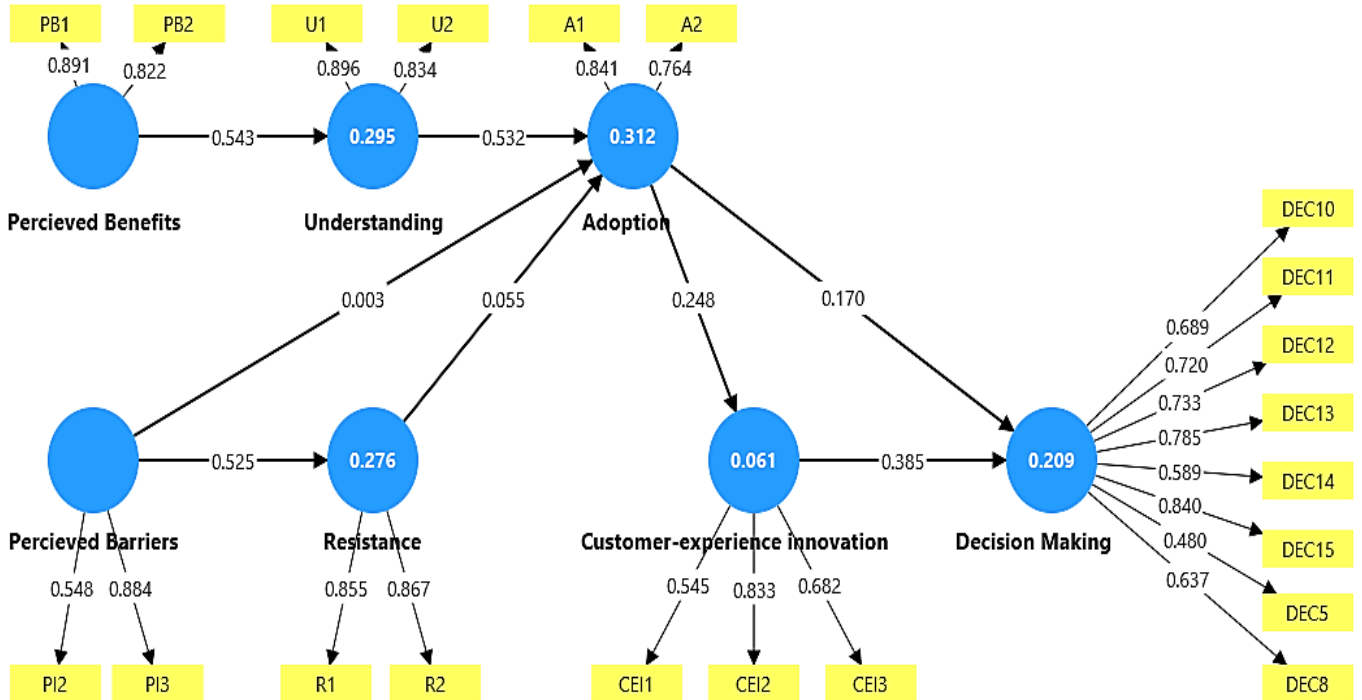 PB1 PB2 U1 U2 A1 A2
0.891 0.822 0.896 0.834 0.841 0.764
0.543 0.295 0.532 0.312
Percieved Benefits Understanding Adoption
DEC10
DEC11
0.003 0.055 0.248 0.170
0.689
DEC12
0.720
0.733
DEC13
0.785
0.525 0.276 0.061 0.385 0.209
0.589
DEC14
0.840
Percieved Barriers Resistance Customer-experience innovation Decision Making
0.480
DEC15
0.637
0.548 0.884 0.855 0.867 0.545 0.833 0.682
DEC5
PI2 PI3 R1 R2 CEI1 CEI2 CEI3 DEC8